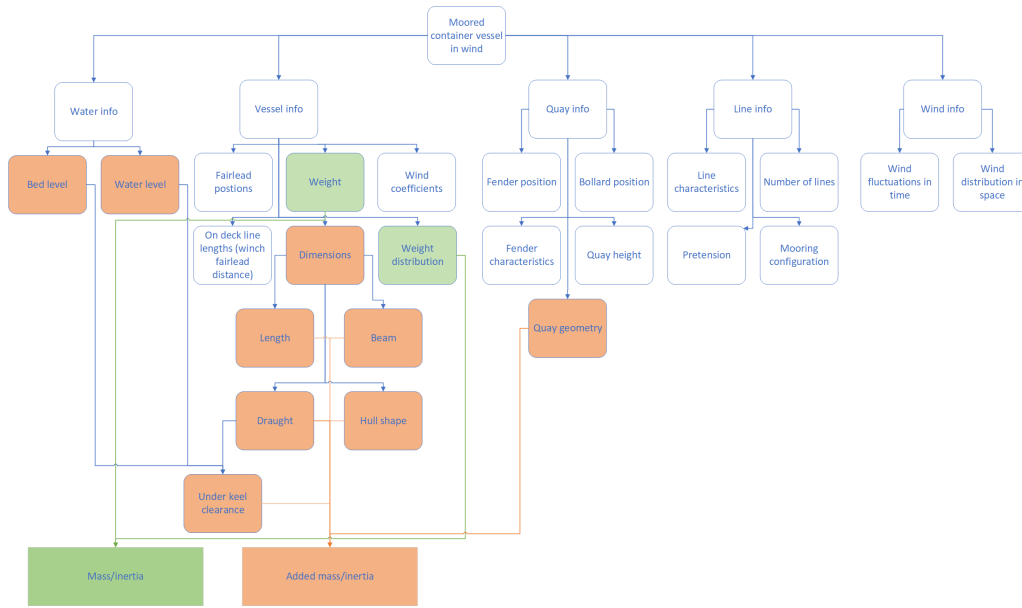 Moored
container vessel
in wind
Water info
Vessel info
Quay info
Line info
Wind info
Bed level
Water level
Fairlead
postions
Weight
Wind
coefficients
Fender position
Bollard position
Line
characteristics
Number of lines
Wind
fluctuations in
time
Wind
distribution in
space
On deck line
lengths (winch
fairlead
distance)
Dimensions
Weight
distribution
Fender
characteristics
Quay height
Pretension
Mooring
configuration
Length
Beam
Quay geometry
Draught
Hull shape
Under keel
clearance
Mass/inertia
Added mass/inertia